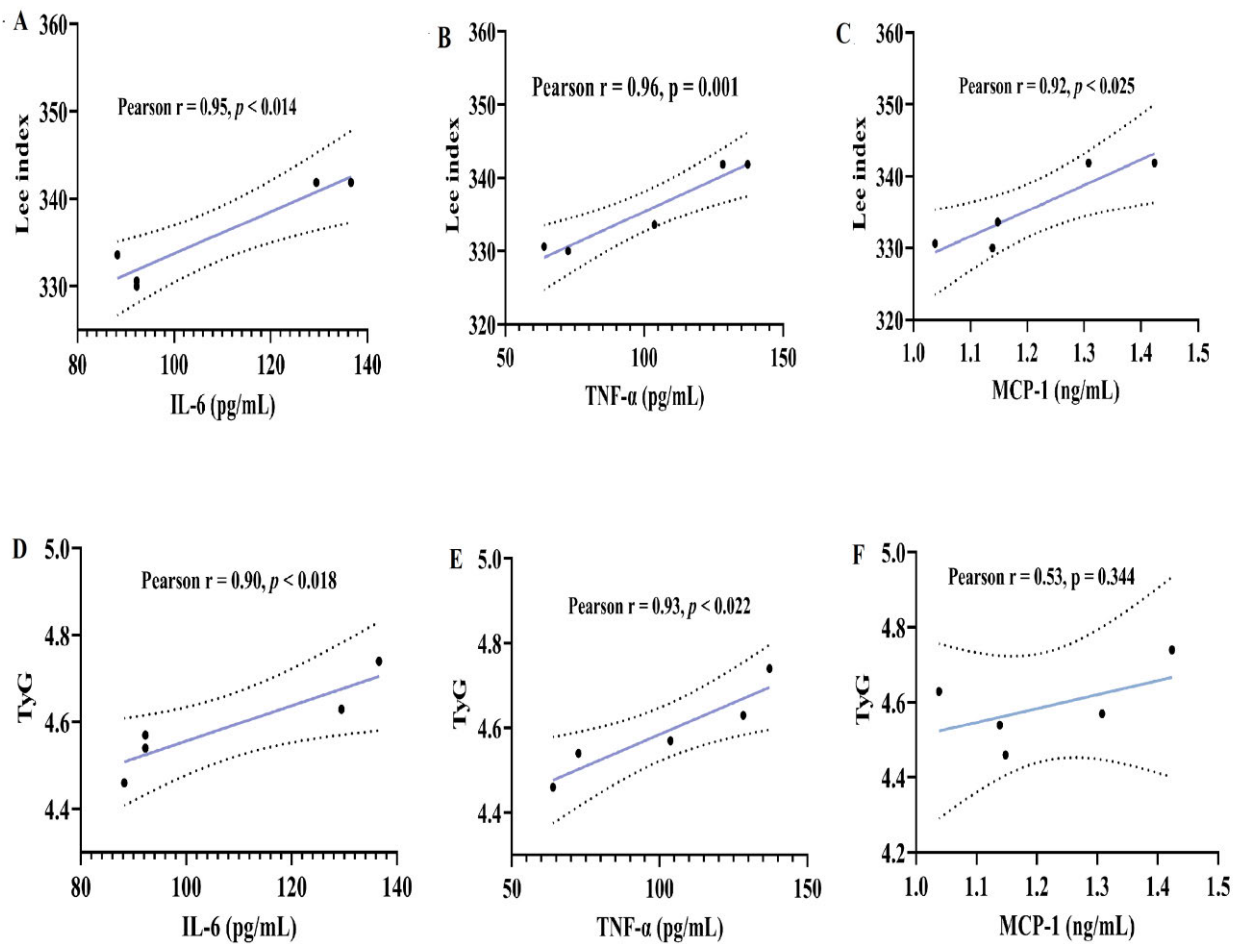 A
360
350
340
330
Lee index
Pearson r = 0.95, p < 0.014
80
100
120
140
IL-6 (pg/mL)
B
360
350
340
330
320
Lee index
Pearson r = 0.96, p = 0.001
50
100
150
TNF-α (pg/mL)
C
360
350
340
330
320
Lee index
Pearson r = 0.92, p < 0.025
1.0
1.1
1.2
1.3
1.4
1.5
MCP-1 (ng/mL)
D
5.0
4.8
4.6
4.4
TyG
Pearson r = 0.90, p < 0.018
80
100
120
140
IL-6 (pg/mL)
E
5.0
4.8
4.6
4.4
TyG
Pearson r = 0.93, p < 0.022
50
100
150
TNF-α (pg/mL)
F
5.0
4.8
4.6
4.4
4.2
TyG
Pearson r = 0.53, p = 0.344
1.0
1.1
1.2
1.3
1.4
1.5
MCP-1 (ng/mL)